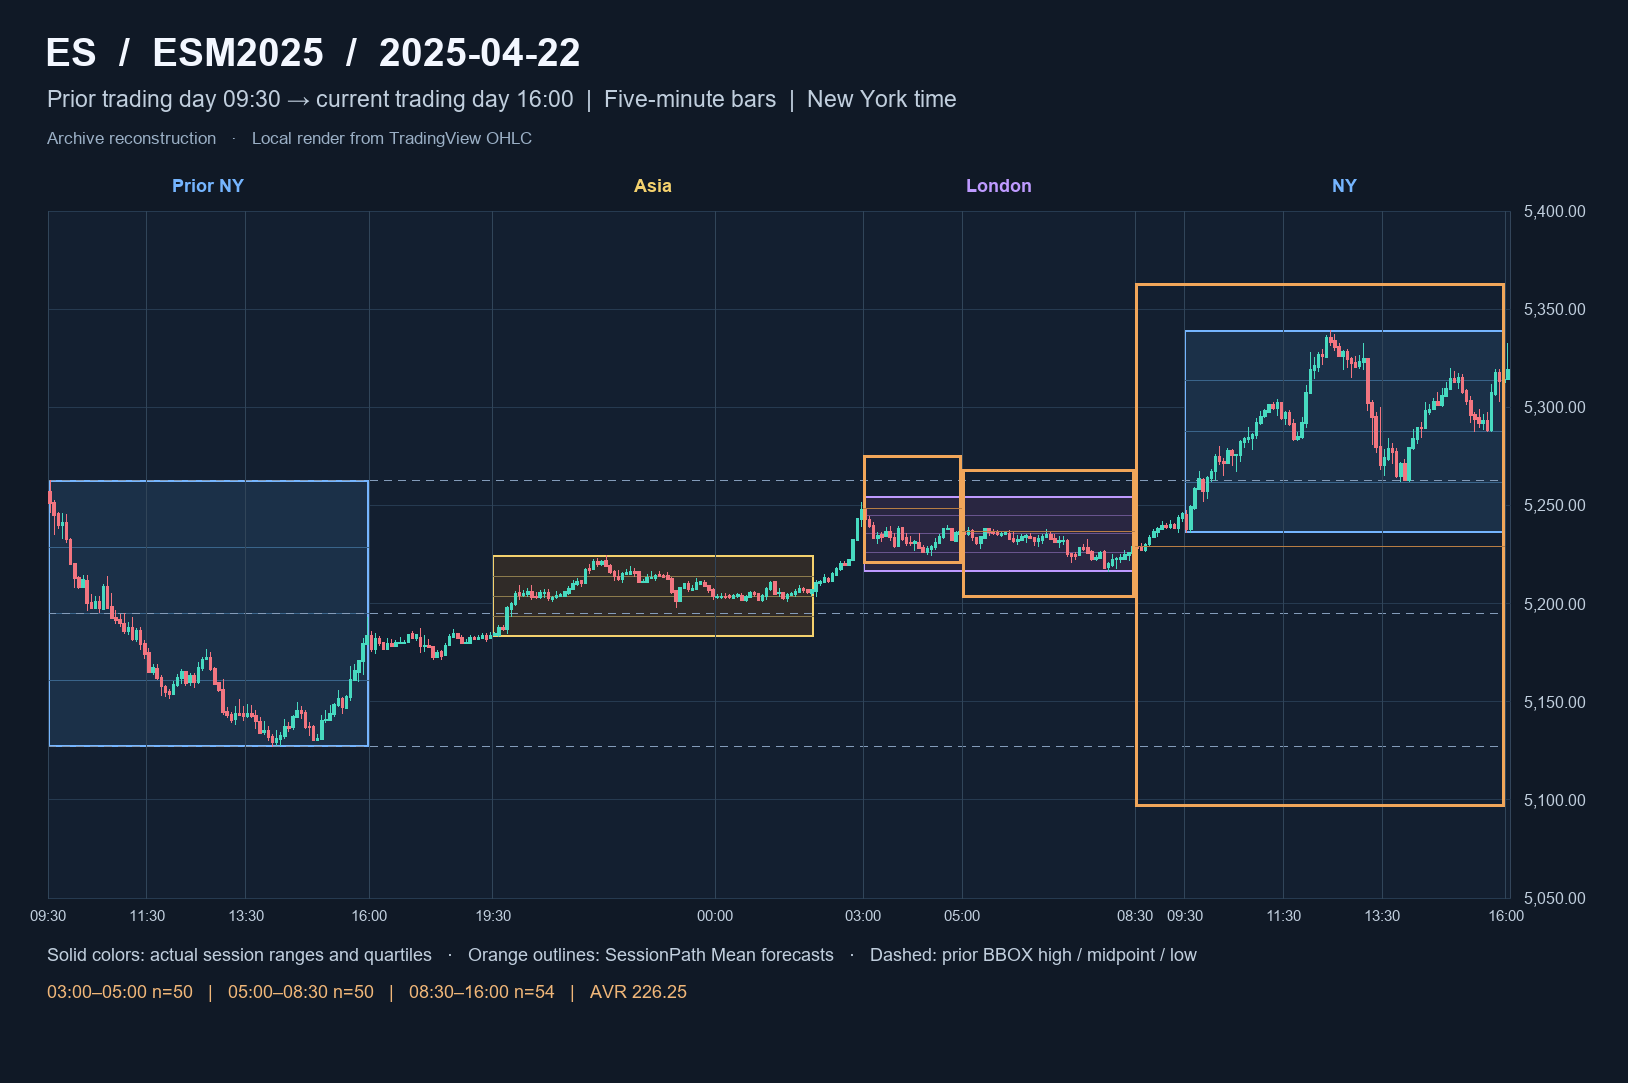 ES / ESM2025 / 2025-04-22
Prior trading day 09:30 → current trading day 16:00 | Five-minute bars | New York time
Archive reconstruction · Local render from TradingView OHLC
Prior NY Asia London NY
5,400.00
5,350.00
5,300.00
5,250.00
5,200.00
5,150.00
5,100.00
5,050.00
09:30 11:30 13:30 16:00 19:30 00:00 03:00 05:00 08:30 09:30 11:30 13:30 16:00
Solid colors: actual session ranges and quartiles · Orange outlines: SessionPath Mean forecasts · Dashed: prior BBOX high / midpoint / low
03:00–05:00 n=50 | 05:00–08:30 n=50 | 08:30–16:00 n=54 | AVR 226.25